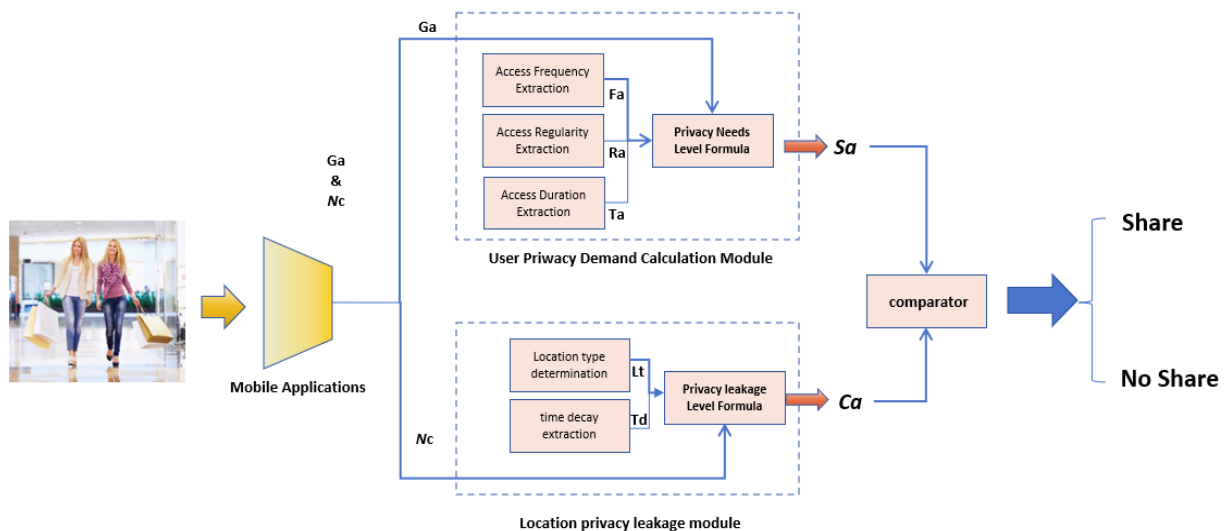 Ga
&
Nc
Mobile Applications
Ga
Access Frequency
Extraction
Fa
Access Regularity
Extraction
Ra
Access Duration
Extraction
Ta
Privacy Needs
Level Formula
Sa
User Priwacy Demand Calculation Module
Nc
Location type
determination
Lt
time decay
extraction
Td
Privacy leakage
Level Formula
Ca
Location privacy leakage module
comparator
Share
No Share